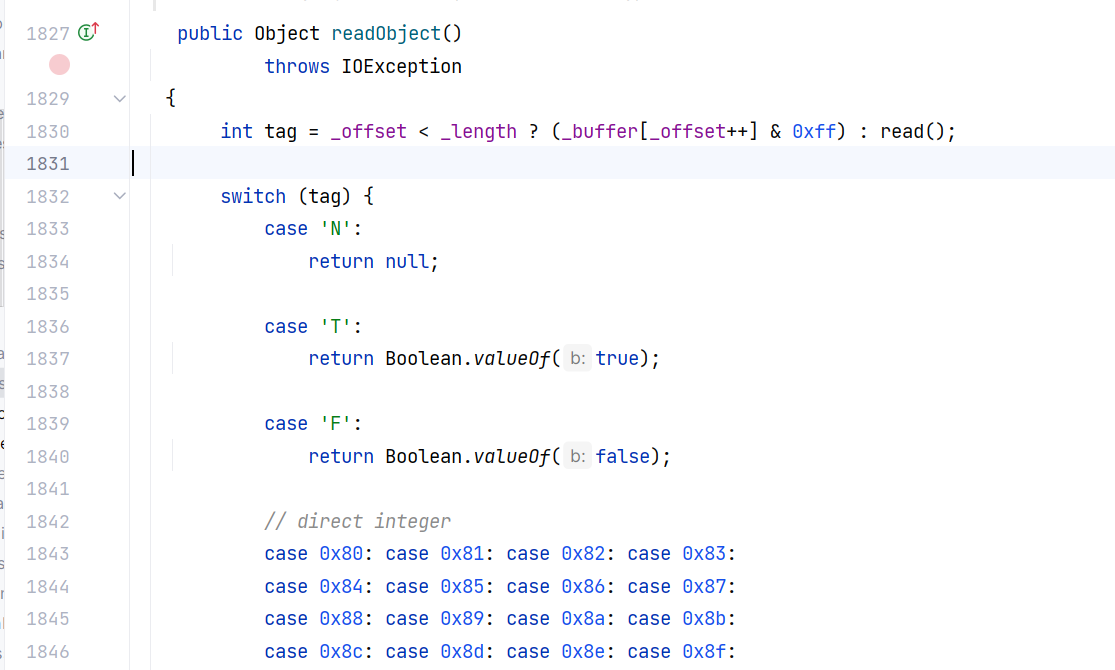 1827 public Object readObject()
throws IOException
1829 {
1830 int tag = _offset < _length ? (_buffer[_offset++] & 0xff) : read();
1831
1832 switch (tag) {
1833 case 'N':
1834 return null;
1835
1836 case 'T':
1837 return Boolean.valueOf( b: true);
1838
1839 case 'F':
1840 return Boolean.valueOf( b: false);
1841
1842 // direct integer
1843 case 0x80: case 0x81: case 0x82: case 0x83:
1844 case 0x84: case 0x85: case 0x86: case 0x87:
1845 case 0x88: case 0x89: case 0x8a: case 0x8b:
1846 case 0x8c: case 0x8d: case 0x8e: case 0x8f: